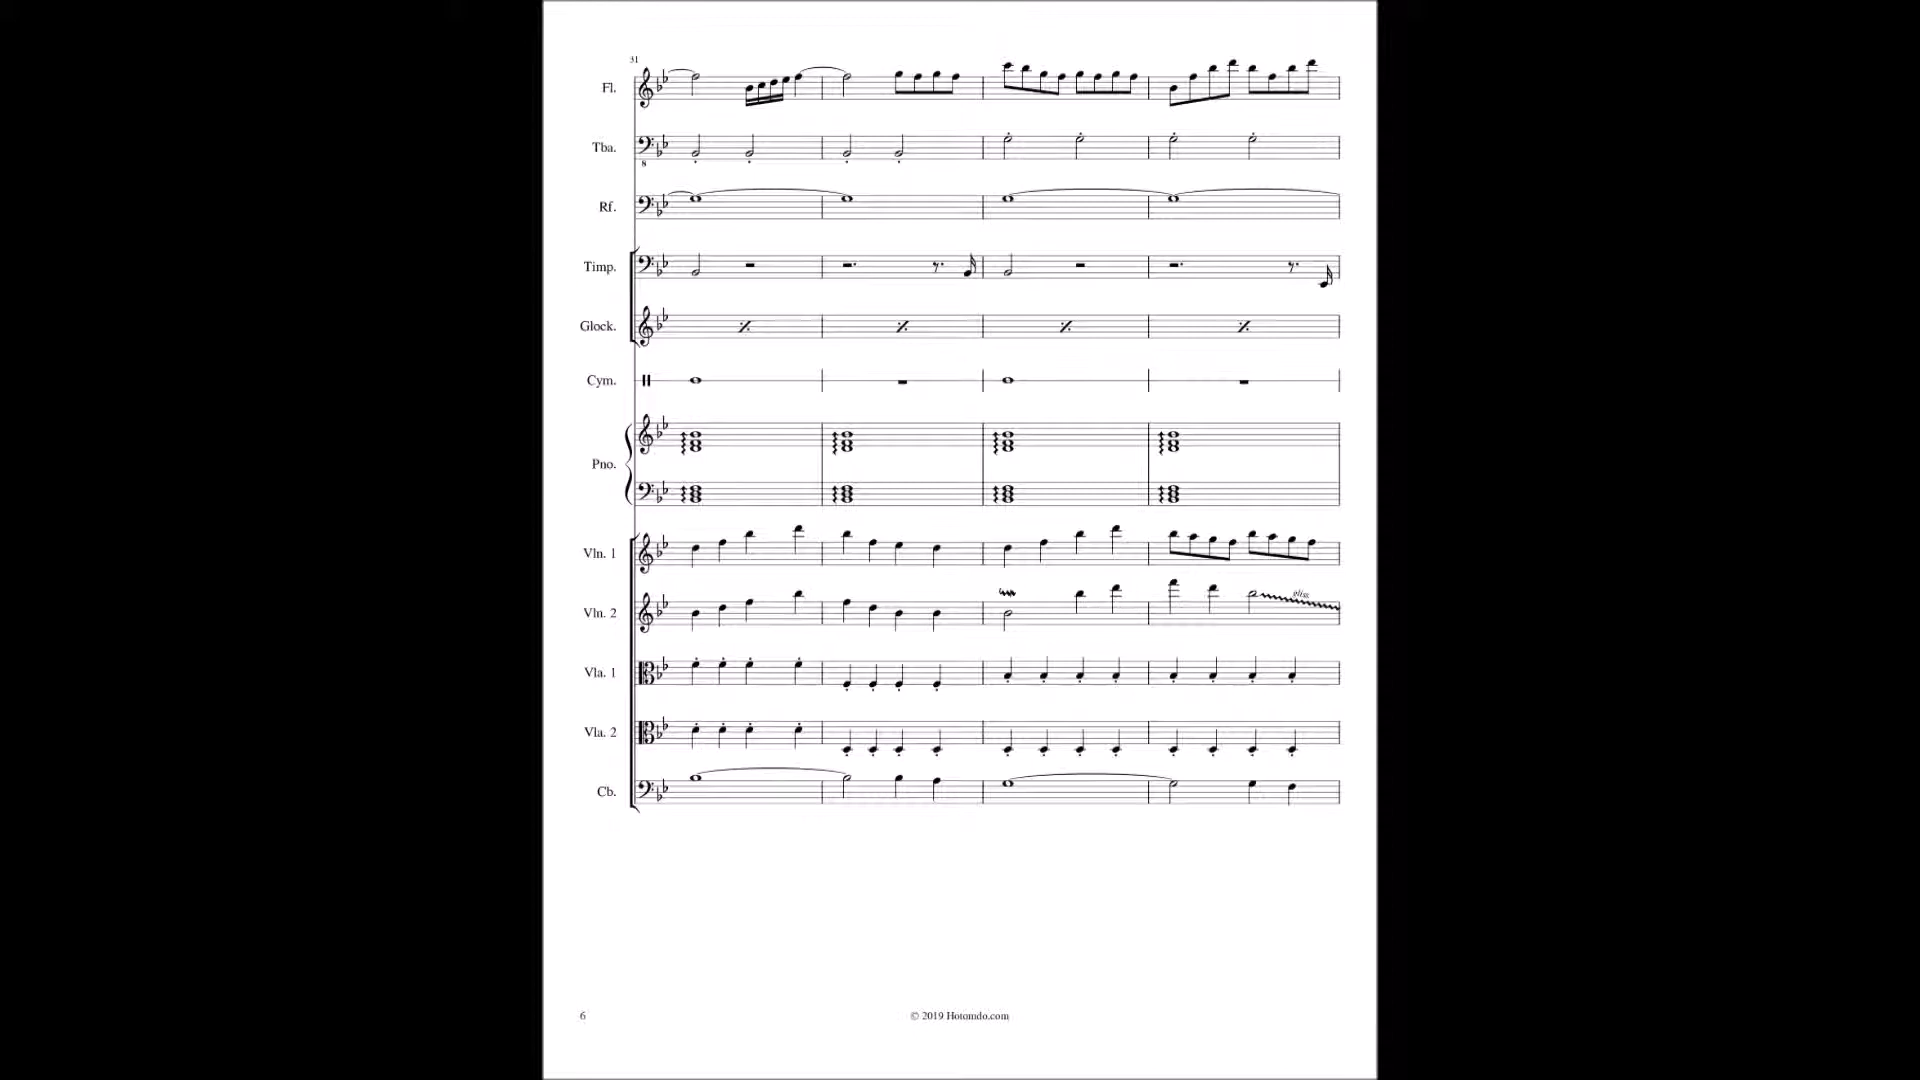 31
Fl.
Tba.
8
Rf.
Timp.
Glock.
Cym.
Pno.
Vln. 1
Vln. 2
gliss.
Vla. 1
Vla. 2
Cb.
6
© 2019 Hotomdo.com